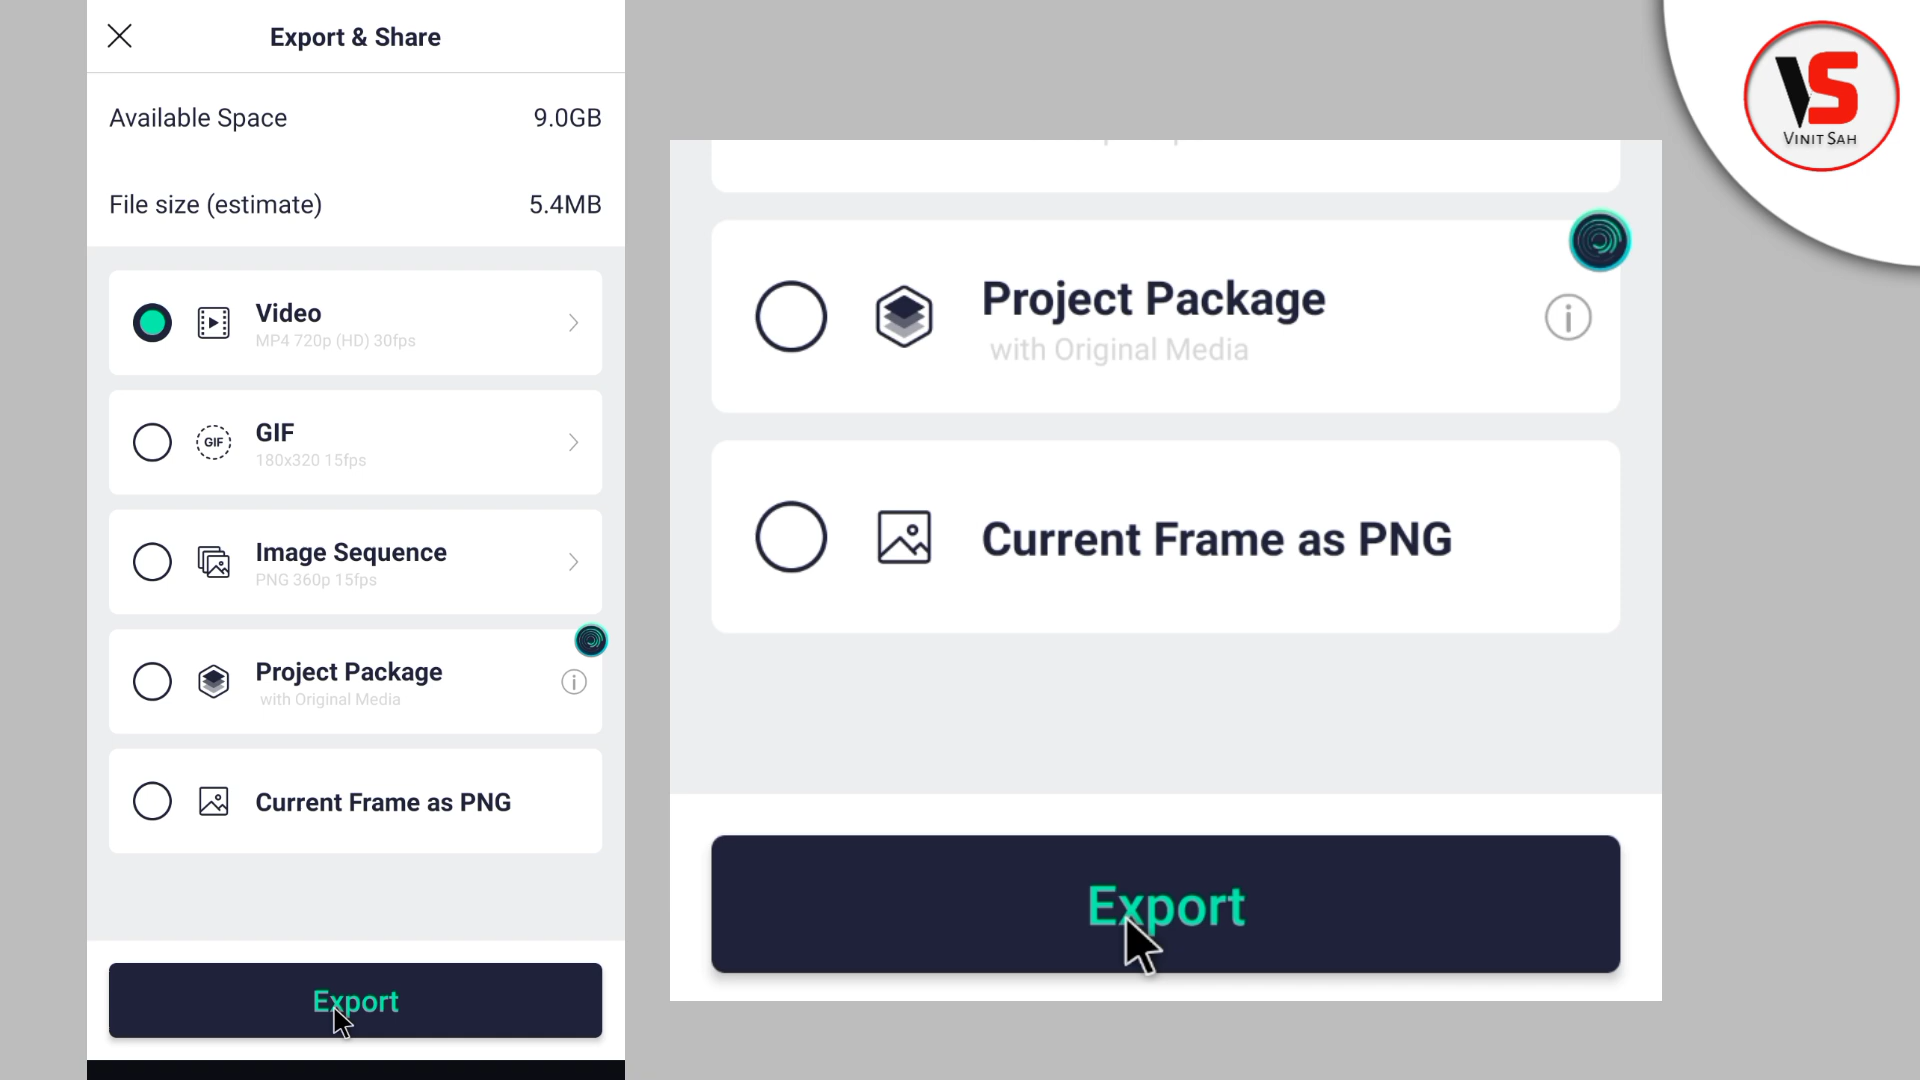 Export & Share
Available Space 9.0GB
File size (estimate) 5.4MB
Video
MP4 720p (HD) 30fps
GIF
GIF
180x320 15fps
Image Sequence
PNG 360p 15fps
Project Package
with Original Media
Current Frame as PNG
Export
Project Package
with Original Media
Current Frame as PNG
Export
VS
VINIT SAH